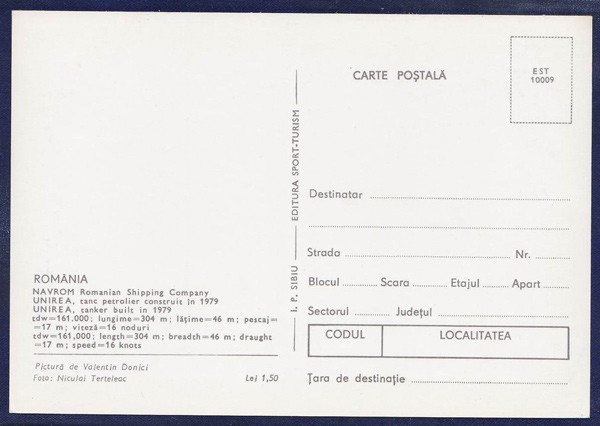 ROMÂNIA
NAVROM Romanian Shipping Company
UNIREA, tanc petrolier construit în 1979
UNIREA, tanker built in 1979
tdw=161.000; lungime=304 m; lățime=46 m; pescaj=
=17 m; viteză=16 noduri
tdw=161,000; length=304 m; breadth=46 m; draught
=17 m; speed=16 knots
Pictură de Valentin Donici
Foto: Niculai Terteleac Lei 1,50
I. P. SIBIU EDITURA SPORT-TURISM
CARTE POȘTALĂ
EST
10009
Destinatar
Strada Nr.
Blocul Scara Etajul Apart
Sectorul Județul
CODUL LOCALITATEA
Țara de destinație